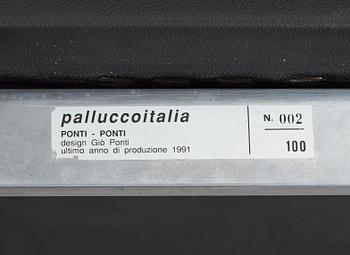 palluccoitalia
PONTI - PONTI
design Giò Ponti
ultimo anno di produzione 1991
N. 002
100